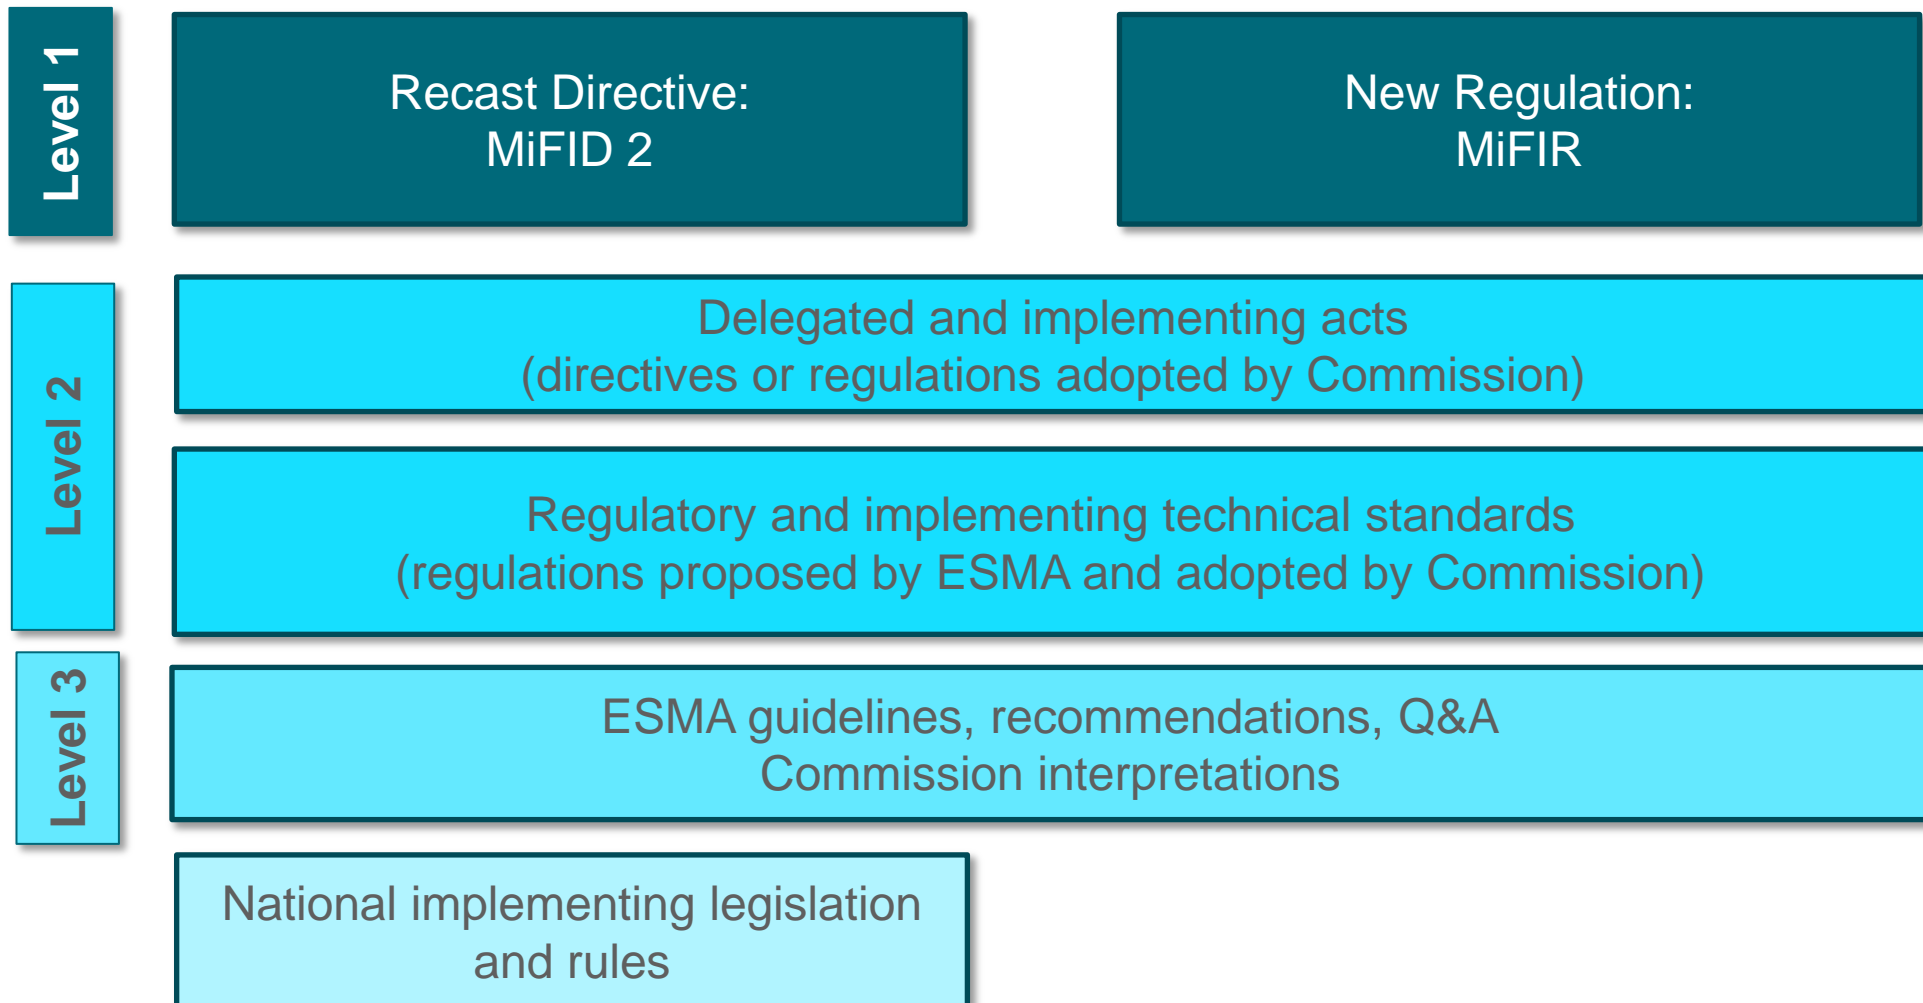 Level 1
Recast Directive:
MiFID 2
New Regulation:
MiFIR
Level 2
Delegated and implementing acts
(directives or regulations adopted by Commission)
Regulatory and implementing technical standards
(regulations proposed by ESMA and adopted by Commission)
Level 3
ESMA guidelines, recommendations, Q&A
Commission interpretations
National implementing legislation
and rules